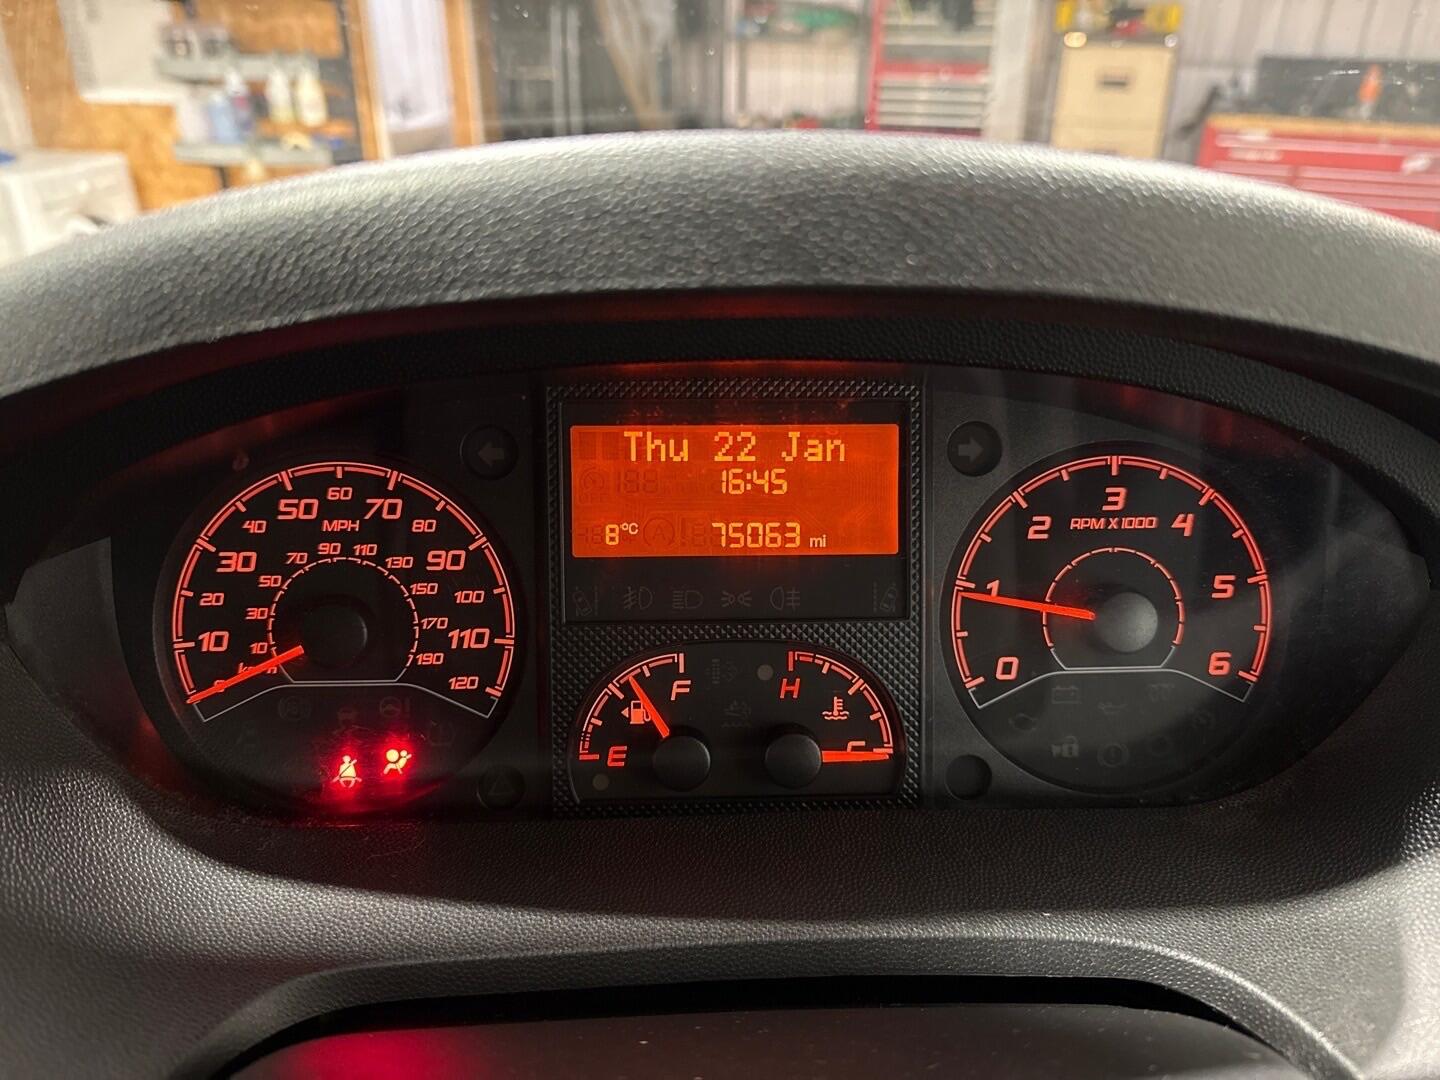 Thu 22 Jan
16:45
8°C 75063 mi
MPH
10 20 30 40 50 60 70 80 90 100 110 120
10 30 50 70 90 110 130 150 170 190
RPM X1000
0 1 2 3 4 5 6
E F
H C